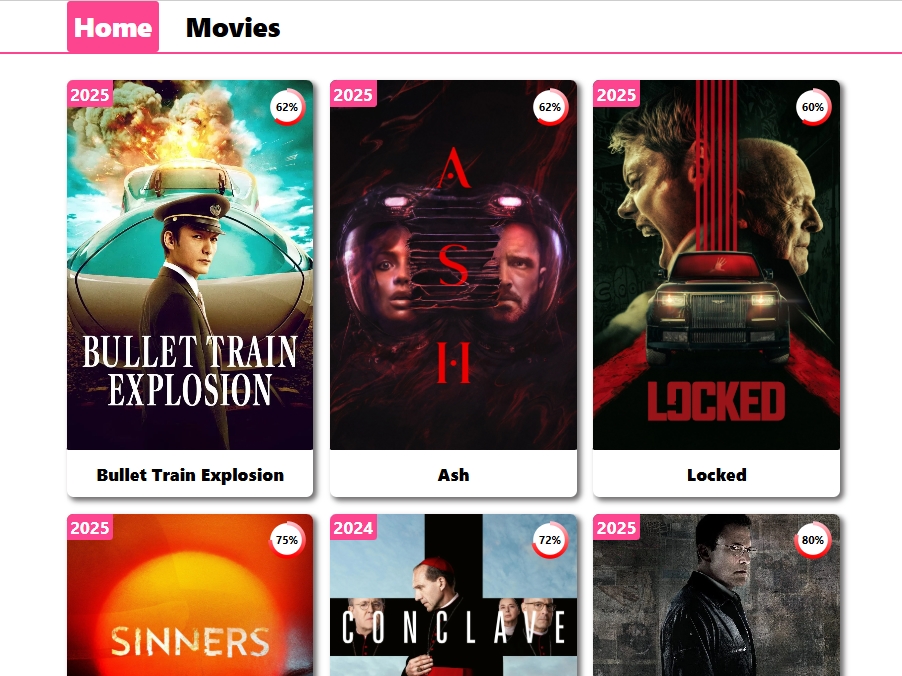 Home Movies
2025
62%
BULLET TRAIN
EXPLOSION
Bullet Train Explosion
2025
62%
A
S
H
Ash
2025
60%
LOCKED
Locked
2025
75%
SINNERS
2024
72%
CONCLAVE
2025
80%